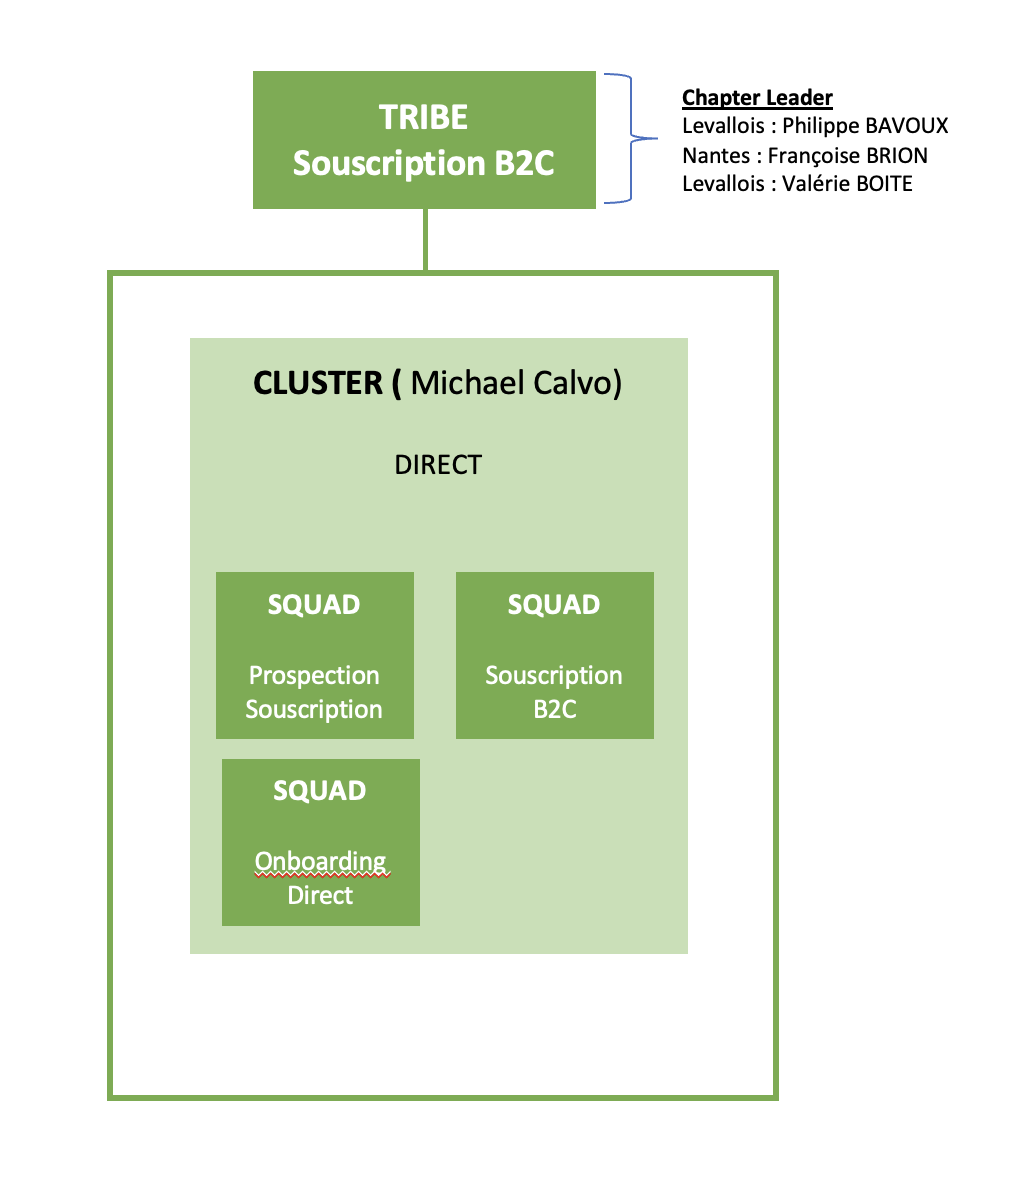 TRIBE
Souscription B2C
Chapter Leader
Levallois : Philippe BAVOUX
Nantes : Françoise BRION
Levallois : Valérie BOITE
CLUSTER ( Michael Calvo)
DIRECT
SQUAD
Prospection
Souscription
SQUAD
Souscription
B2C
SQUAD
Onboarding
Direct